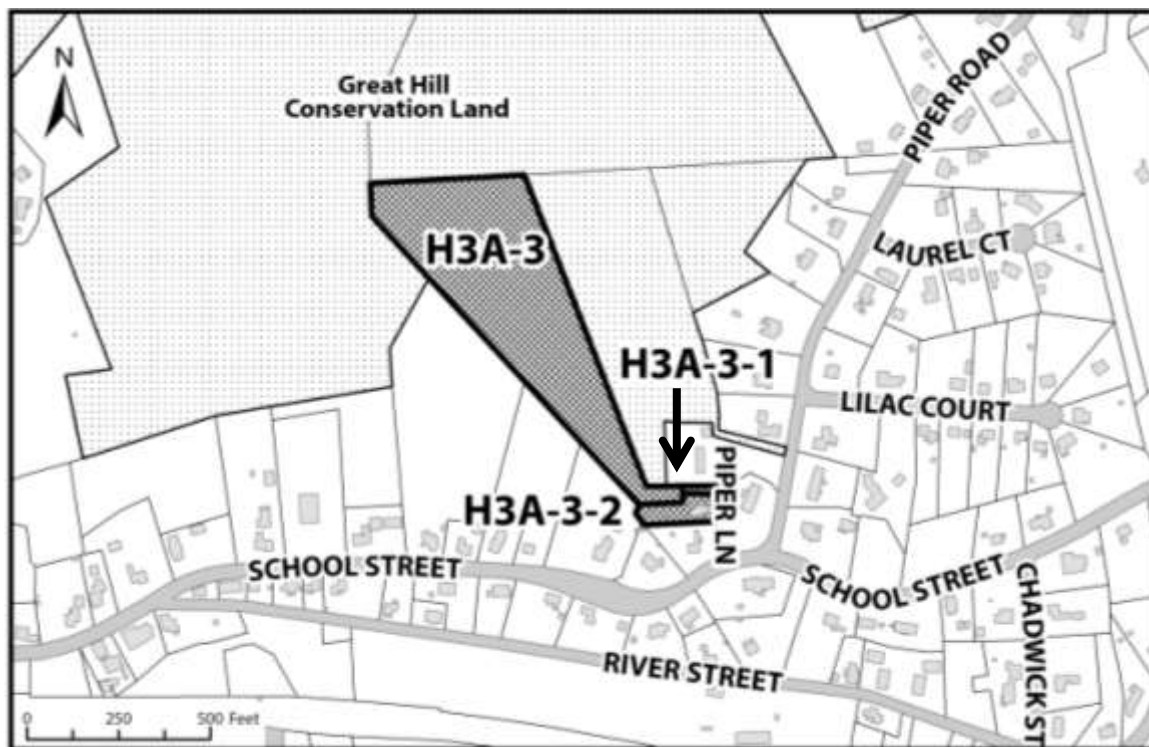 N
Great Hill
Conservation Land
PIPER ROAD
LAUREL CT
H3A-3
H3A-3-1
LILAC COURT
PIPER LN
H3A-3-2
SCHOOL STREET
SCHOOL STREET
CHADWICK ST
RIVER STREET
0 250 500 Feet